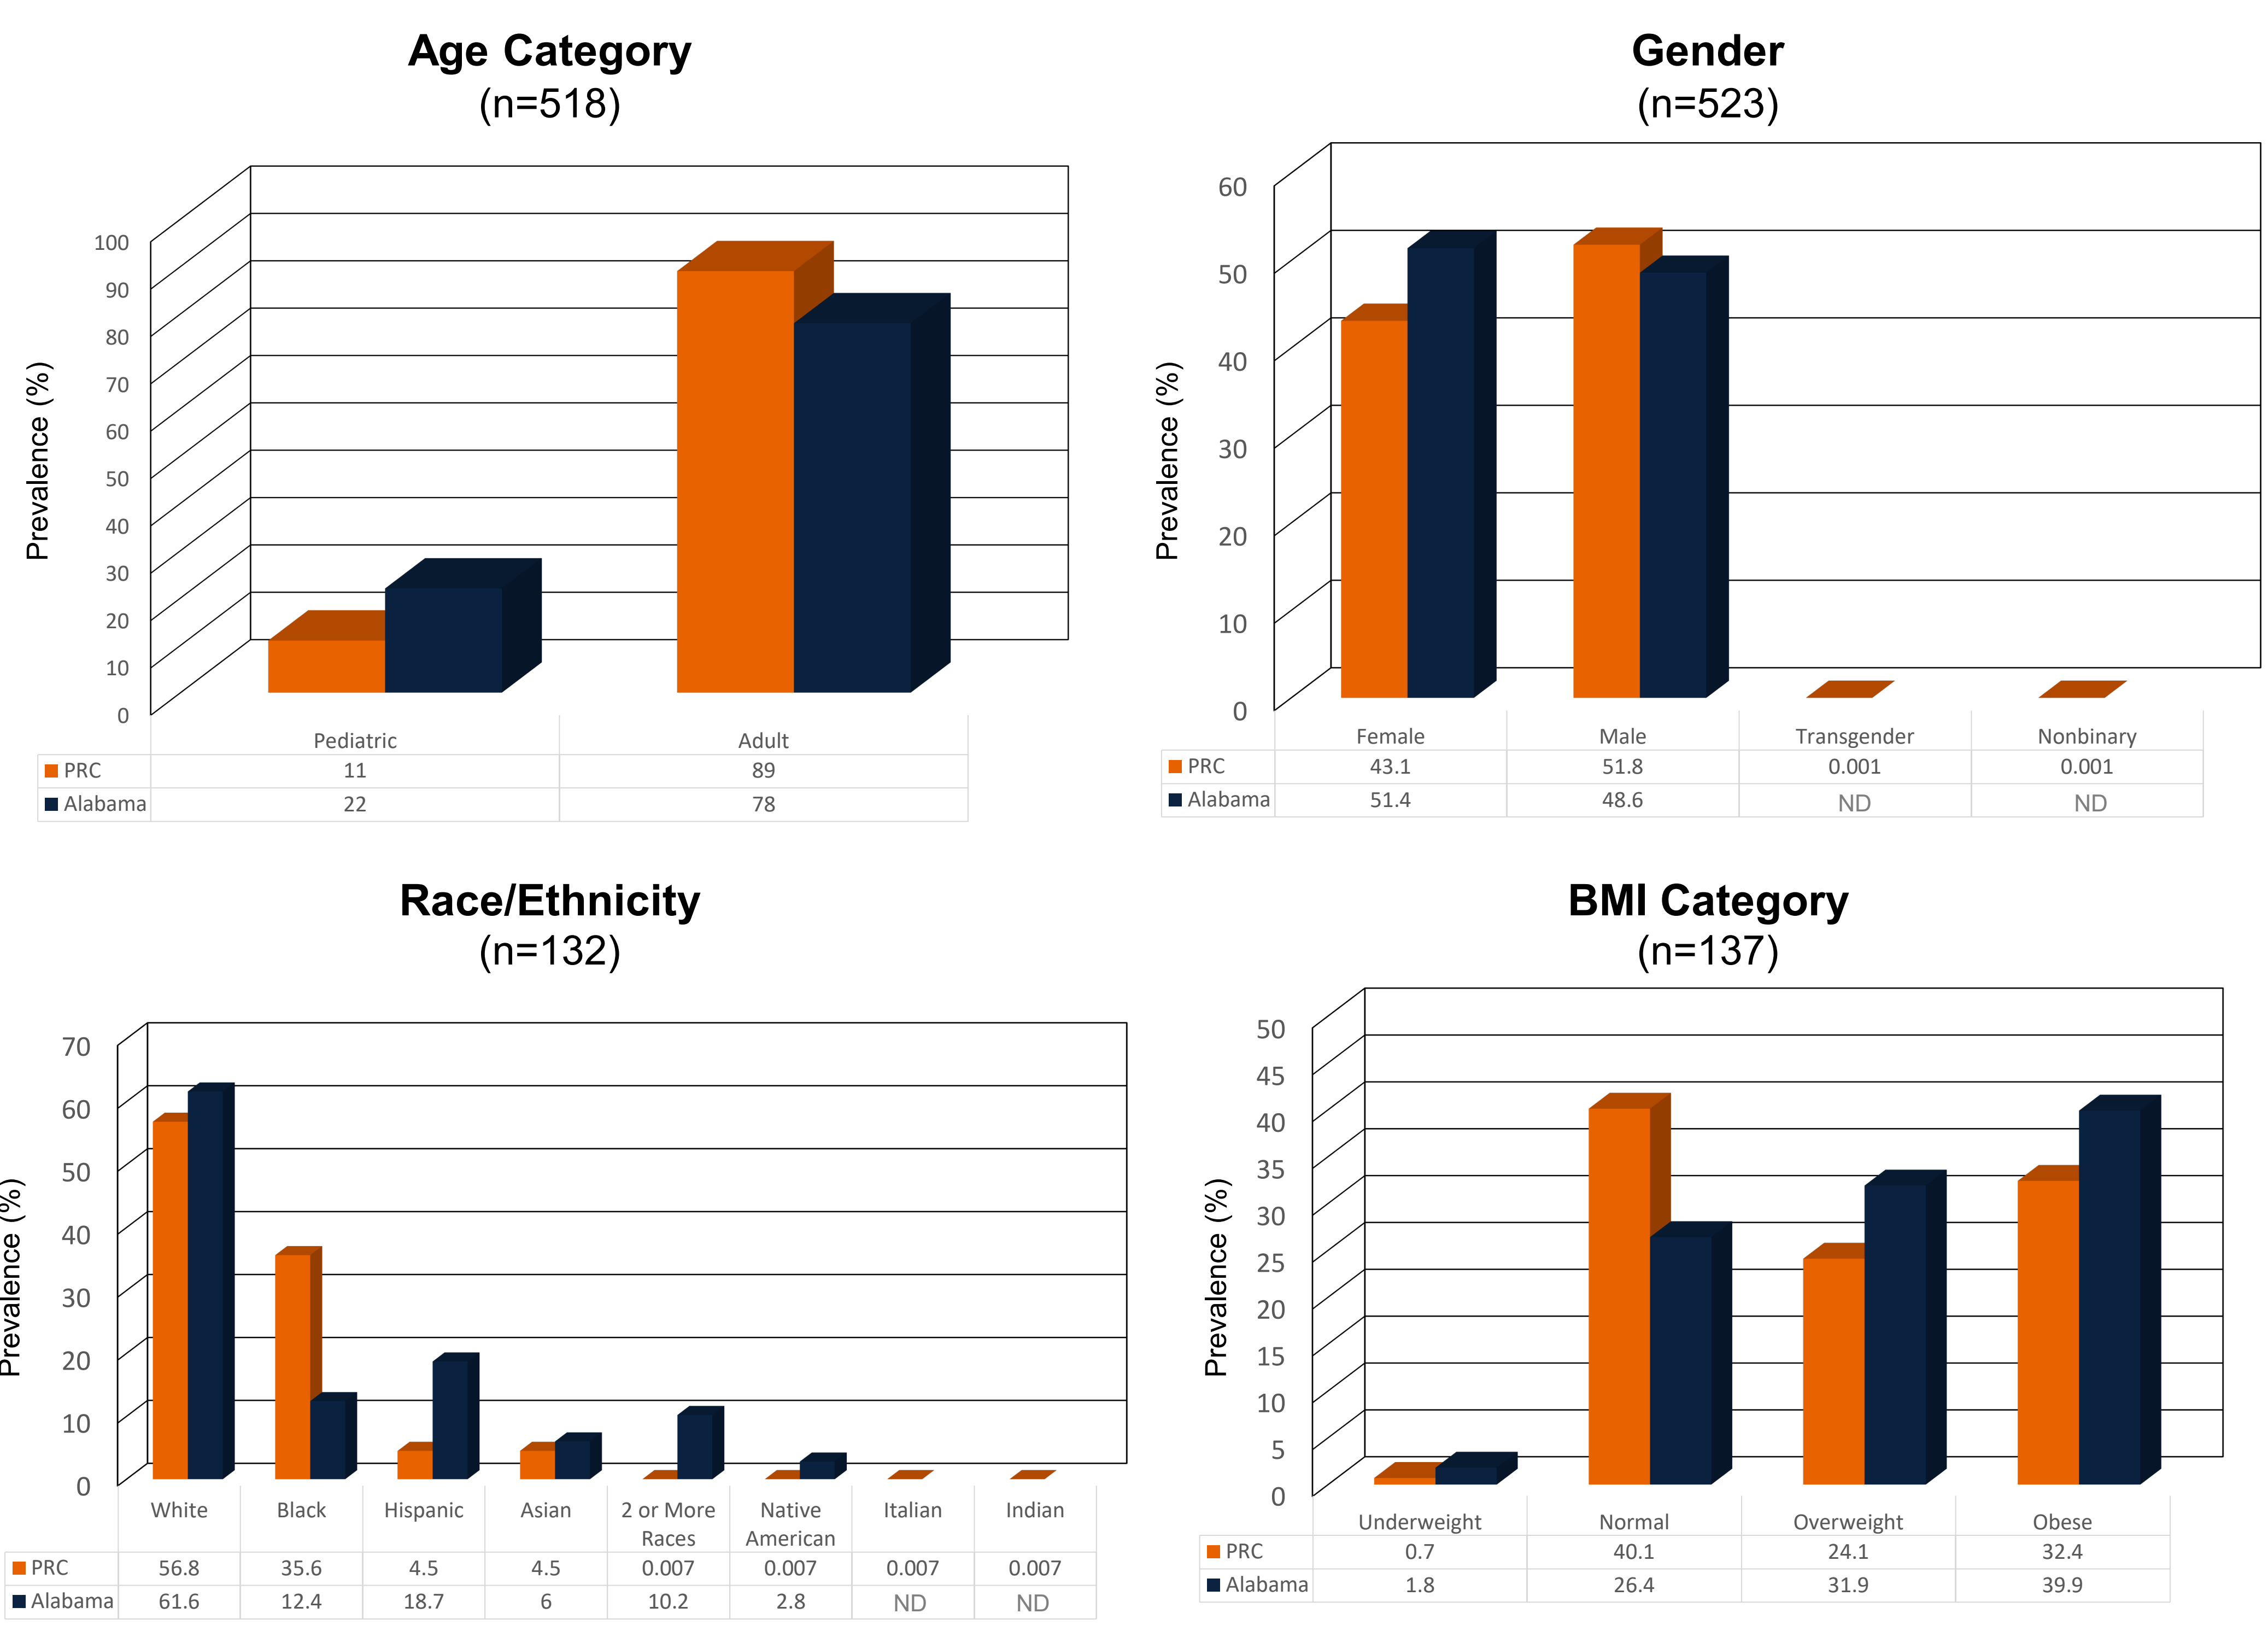 Age Category
(n=518)
Prevalence (%)
100
90
80
70
60
50
40
30
20
10
0
Pediatric Adult
PRC 11 89
Alabama 22 78
Gender
(n=523)
Prevalence (%)
60
50
40
30
20
10
0
Female Male Transgender Nonbinary
PRC 43.1 51.8 0.001 0.001
Alabama 51.4 48.6 ND ND
Race/Ethnicity
(n=132)
Prevalence (%)
70
60
50
40
30
20
10
0
White Black Hispanic Asian 2 or More Native Italian Indian
Races American
PRC 56.8 35.6 4.5 4.5 0.007 0.007 0.007 0.007
Alabama 61.6 12.4 18.7 6 10.2 2.8 ND ND
BMI Category
(n=137)
Prevalence (%)
50
45
40
35
30
25
20
15
10
5
0
Underweight Normal Overweight Obese
PRC 0.7 40.1 24.1 32.4
Alabama 1.8 26.4 31.9 39.9